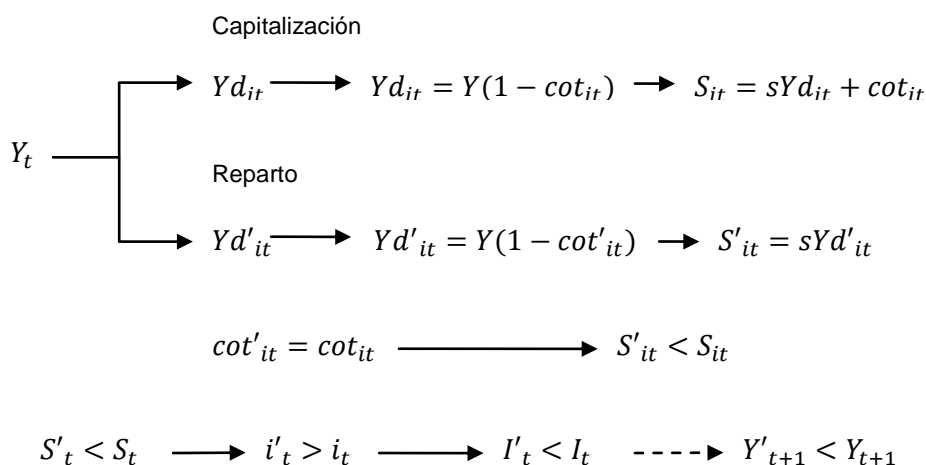 Capitalización
Yd_it → Yd_it = Y(1 − cot_it) → S_it = sYd_it + cot_it
Y_t
Reparto
Yd'_it → Yd'_it = Y(1 − cot'_it) → S'_it = sYd'_it
cot'_it = cot_it → S'_it < S_it
S'_t < S_t → i'_t > i_t → I'_t < I_t ⇢ Y'_t+1 < Y_t+1